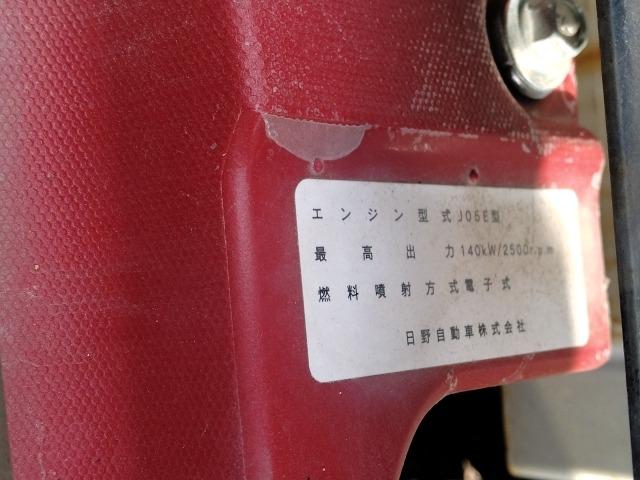 エンジン型式J05E型
最高出力140kW/2500r.p.m
燃料噴射方式電子式
日野自動車株式会社